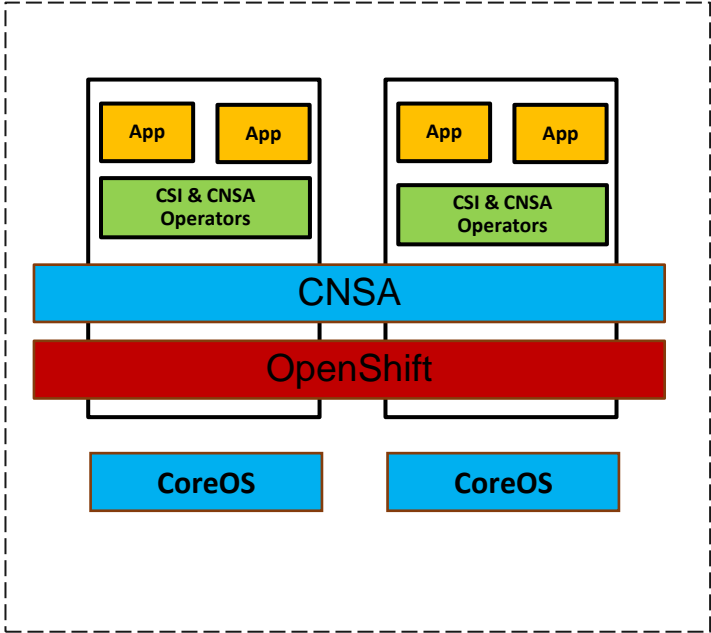 App
App
App
App
CSI & CNSA
Operators
CSI & CNSA
Operators
CNSA
OpenShift
CoreOS
CoreOS